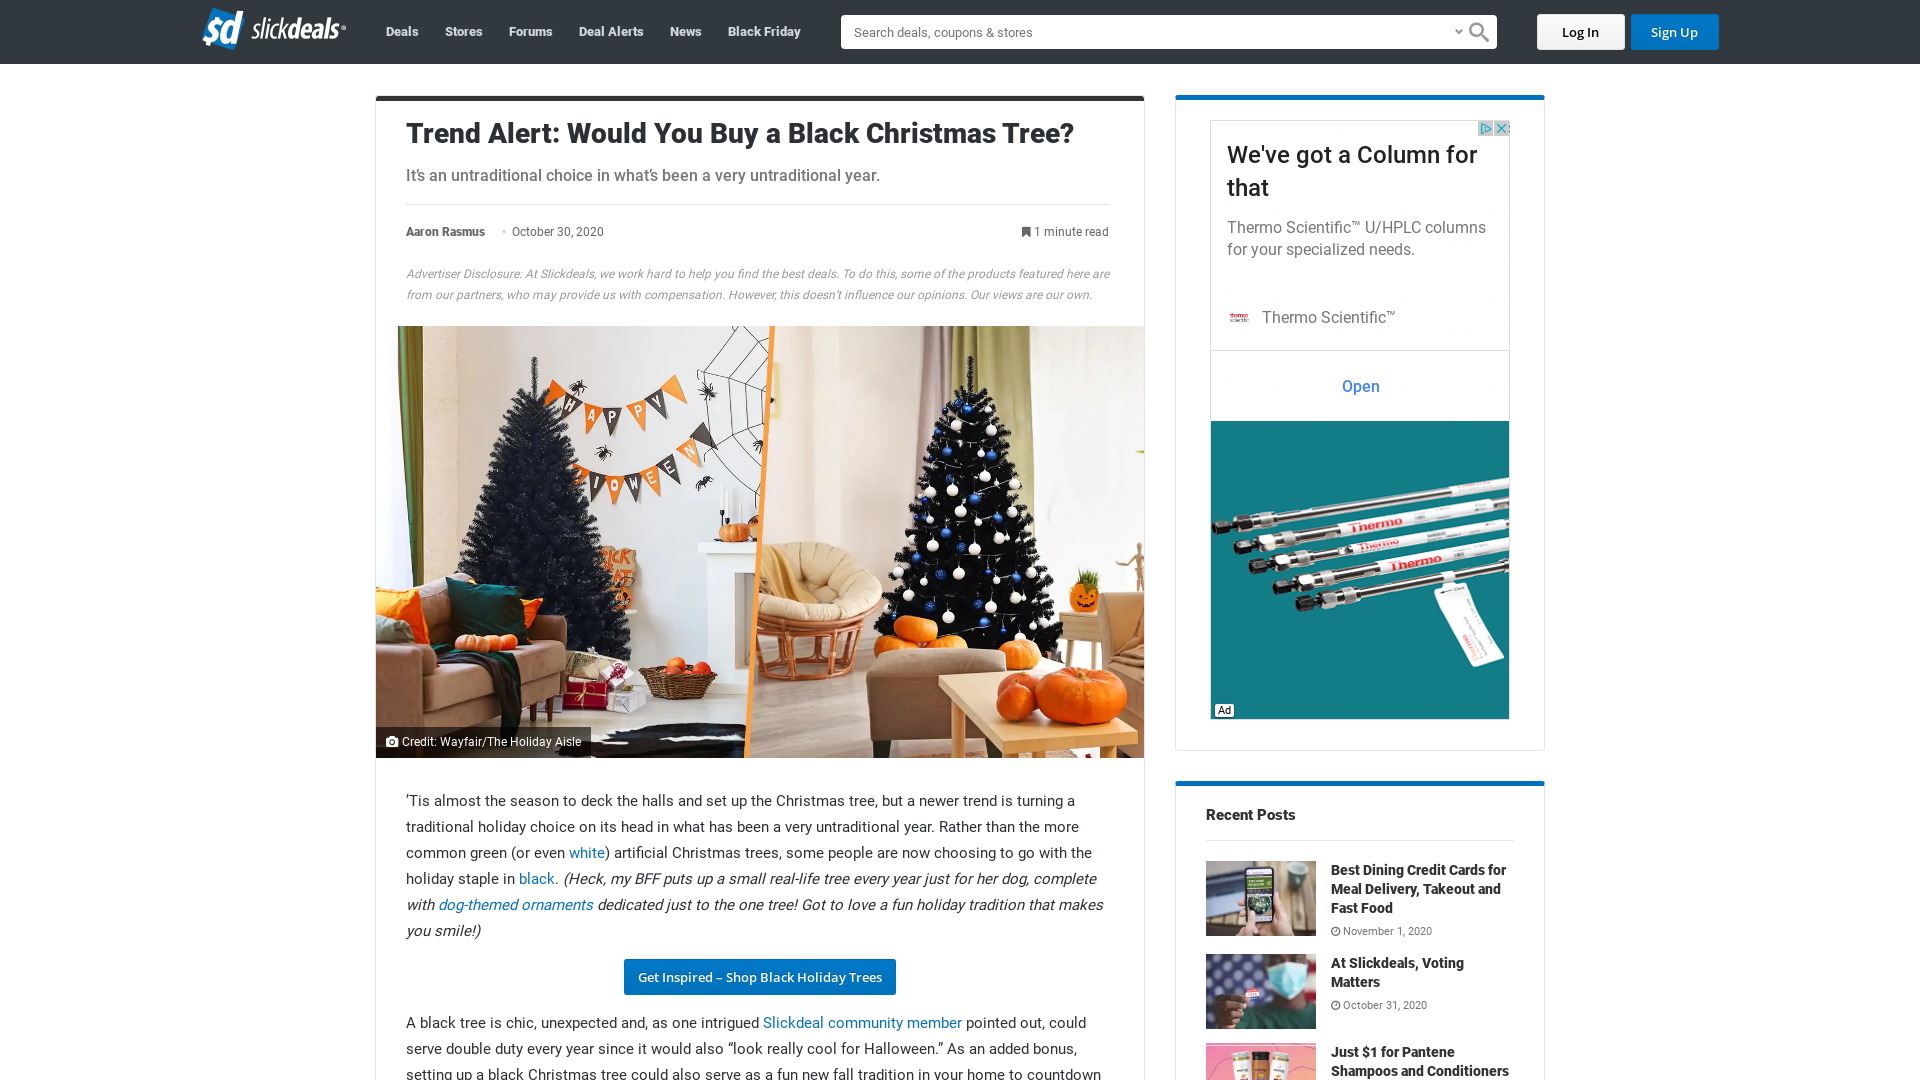 sd slickdeals
Deals
Stores
Forums
Deal Alerts
News
Black Friday
Search deals, coupons & stores
Log In
Sign Up
Trend Alert: Would You Buy a Black Christmas Tree?
It's an untraditional choice in what's been a very untraditional year.
Aaron Rasmus • October 30, 2020
1 minute read
Advertiser Disclosure: At Slickdeals, we work hard to help you find the best deals. To do this, some of the products featured here are
from our partners, who may provide us with compensation. However, this doesn't influence our opinions. Our views are our own.
HAPPY
Credit: Wayfair/The Holiday Aisle
'Tis almost the season to deck the halls and set up the Christmas tree, but a newer trend is turning a
traditional holiday choice on its head in what has been a very untraditional year. Rather than the more
common green (or even white) artificial Christmas trees, some people are now choosing to go with the
holiday staple in black. (Heck, my BFF puts up a small real-life tree every year just for her dog, complete
with dog-themed ornaments dedicated just to the one tree! Got to love a fun holiday tradition that makes
you smile!)
Get Inspired – Shop Black Holiday Trees
A black tree is chic, unexpected and, as one intrigued Slickdeal community member pointed out, could
serve double duty every year since it would also “look really cool for Halloween.” As an added bonus,
setting up a black Christmas tree could also serve as a fun new fall tradition in your home to countdown
We've got a Column for
that
Thermo Scientific™ U/HPLC columns
for your specialized needs.
thermo
scientific
Thermo Scientific™
Open
Thermo
Thermo
Thermo
Ad
Recent Posts
Best Dining Credit Cards for
Meal Delivery, Takeout and
Fast Food
November 1, 2020
At Slickdeals, Voting
Matters
October 31, 2020
Just $1 for Pantene
Shampoos and Conditioners